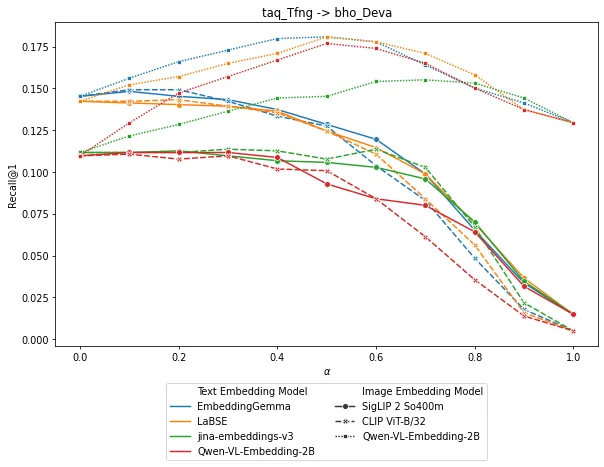 taq_Tfng -> bho_Deva
Recall@1
0.175
0.150
0.125
0.100
0.075
0.050
0.025
0.000
0.0 0.2 0.4 0.6 0.8 1.0
α
Text Embedding Model Image Embedding Model
EmbeddingGemma SigLIP 2 So400m
LaBSE CLIP ViT-B/32
jina-embeddings-v3 Qwen-VL-Embedding-2B
Qwen-VL-Embedding-2B